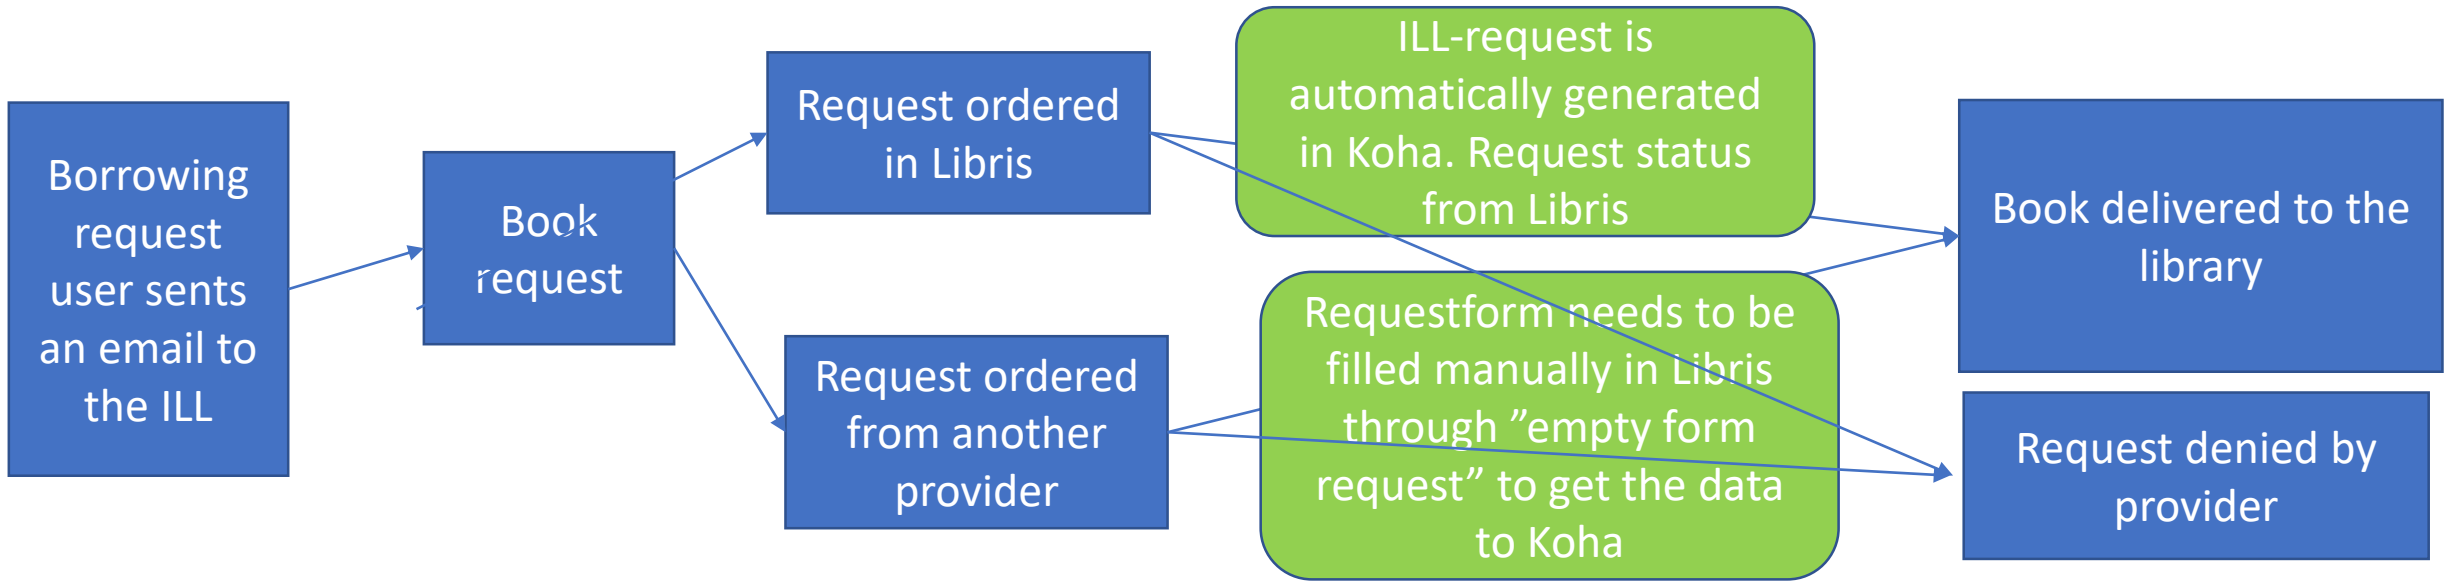 Borrowing
request
user sents
an email to
the ILL
Book
request
Request ordered
in Libris
Request ordered
from another
provider
ILL-request is
automatically generated
in Koha. Request status
from Libris
Requestform needs to be
filled manually in Libris
through ”empty form
request” to get the data
to Koha
Book delivered to the
library
Request denied by
provider